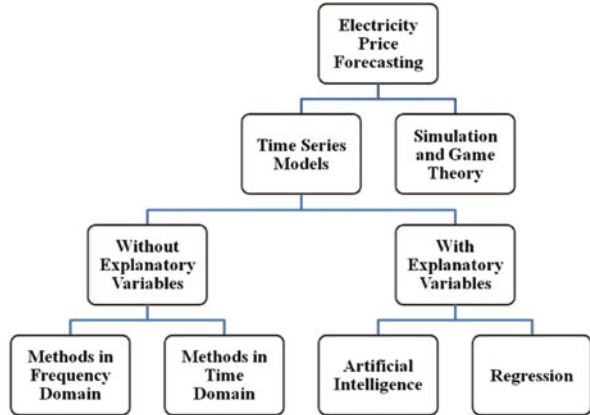 Electricity
Price
Forecasting
Time Series
Models
Simulation
and Game
Theory
Without
Explanatory
Variables
With
Explanatory
Variables
Methods in
Frequency
Domain
Methods in
Time
Domain
Artificial
Intelligence
Regression